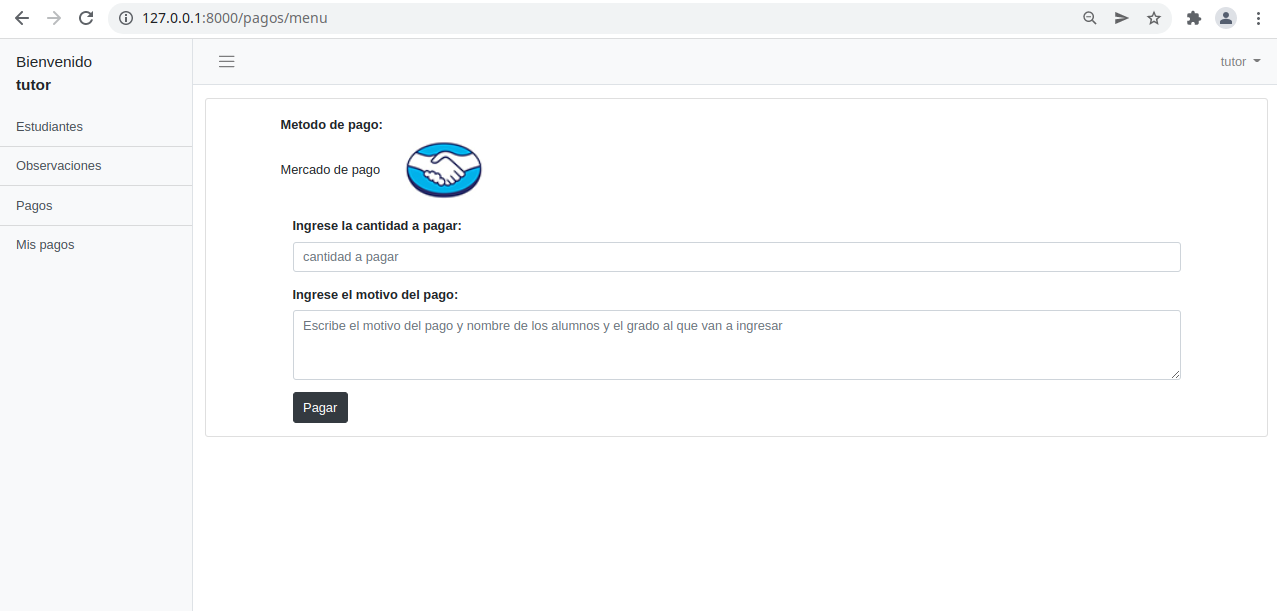 127.0.0.1:8000/pagos/menu
Bienvenido
tutor
tutor
Estudiantes
Observaciones
Pagos
Mis pagos
Metodo de pago:
Mercado de pago
Ingrese la cantidad a pagar:
cantidad a pagar
Ingrese el motivo del pago:
Escribe el motivo del pago y nombre de los alumnos y el grado al que van a ingresar
Pagar